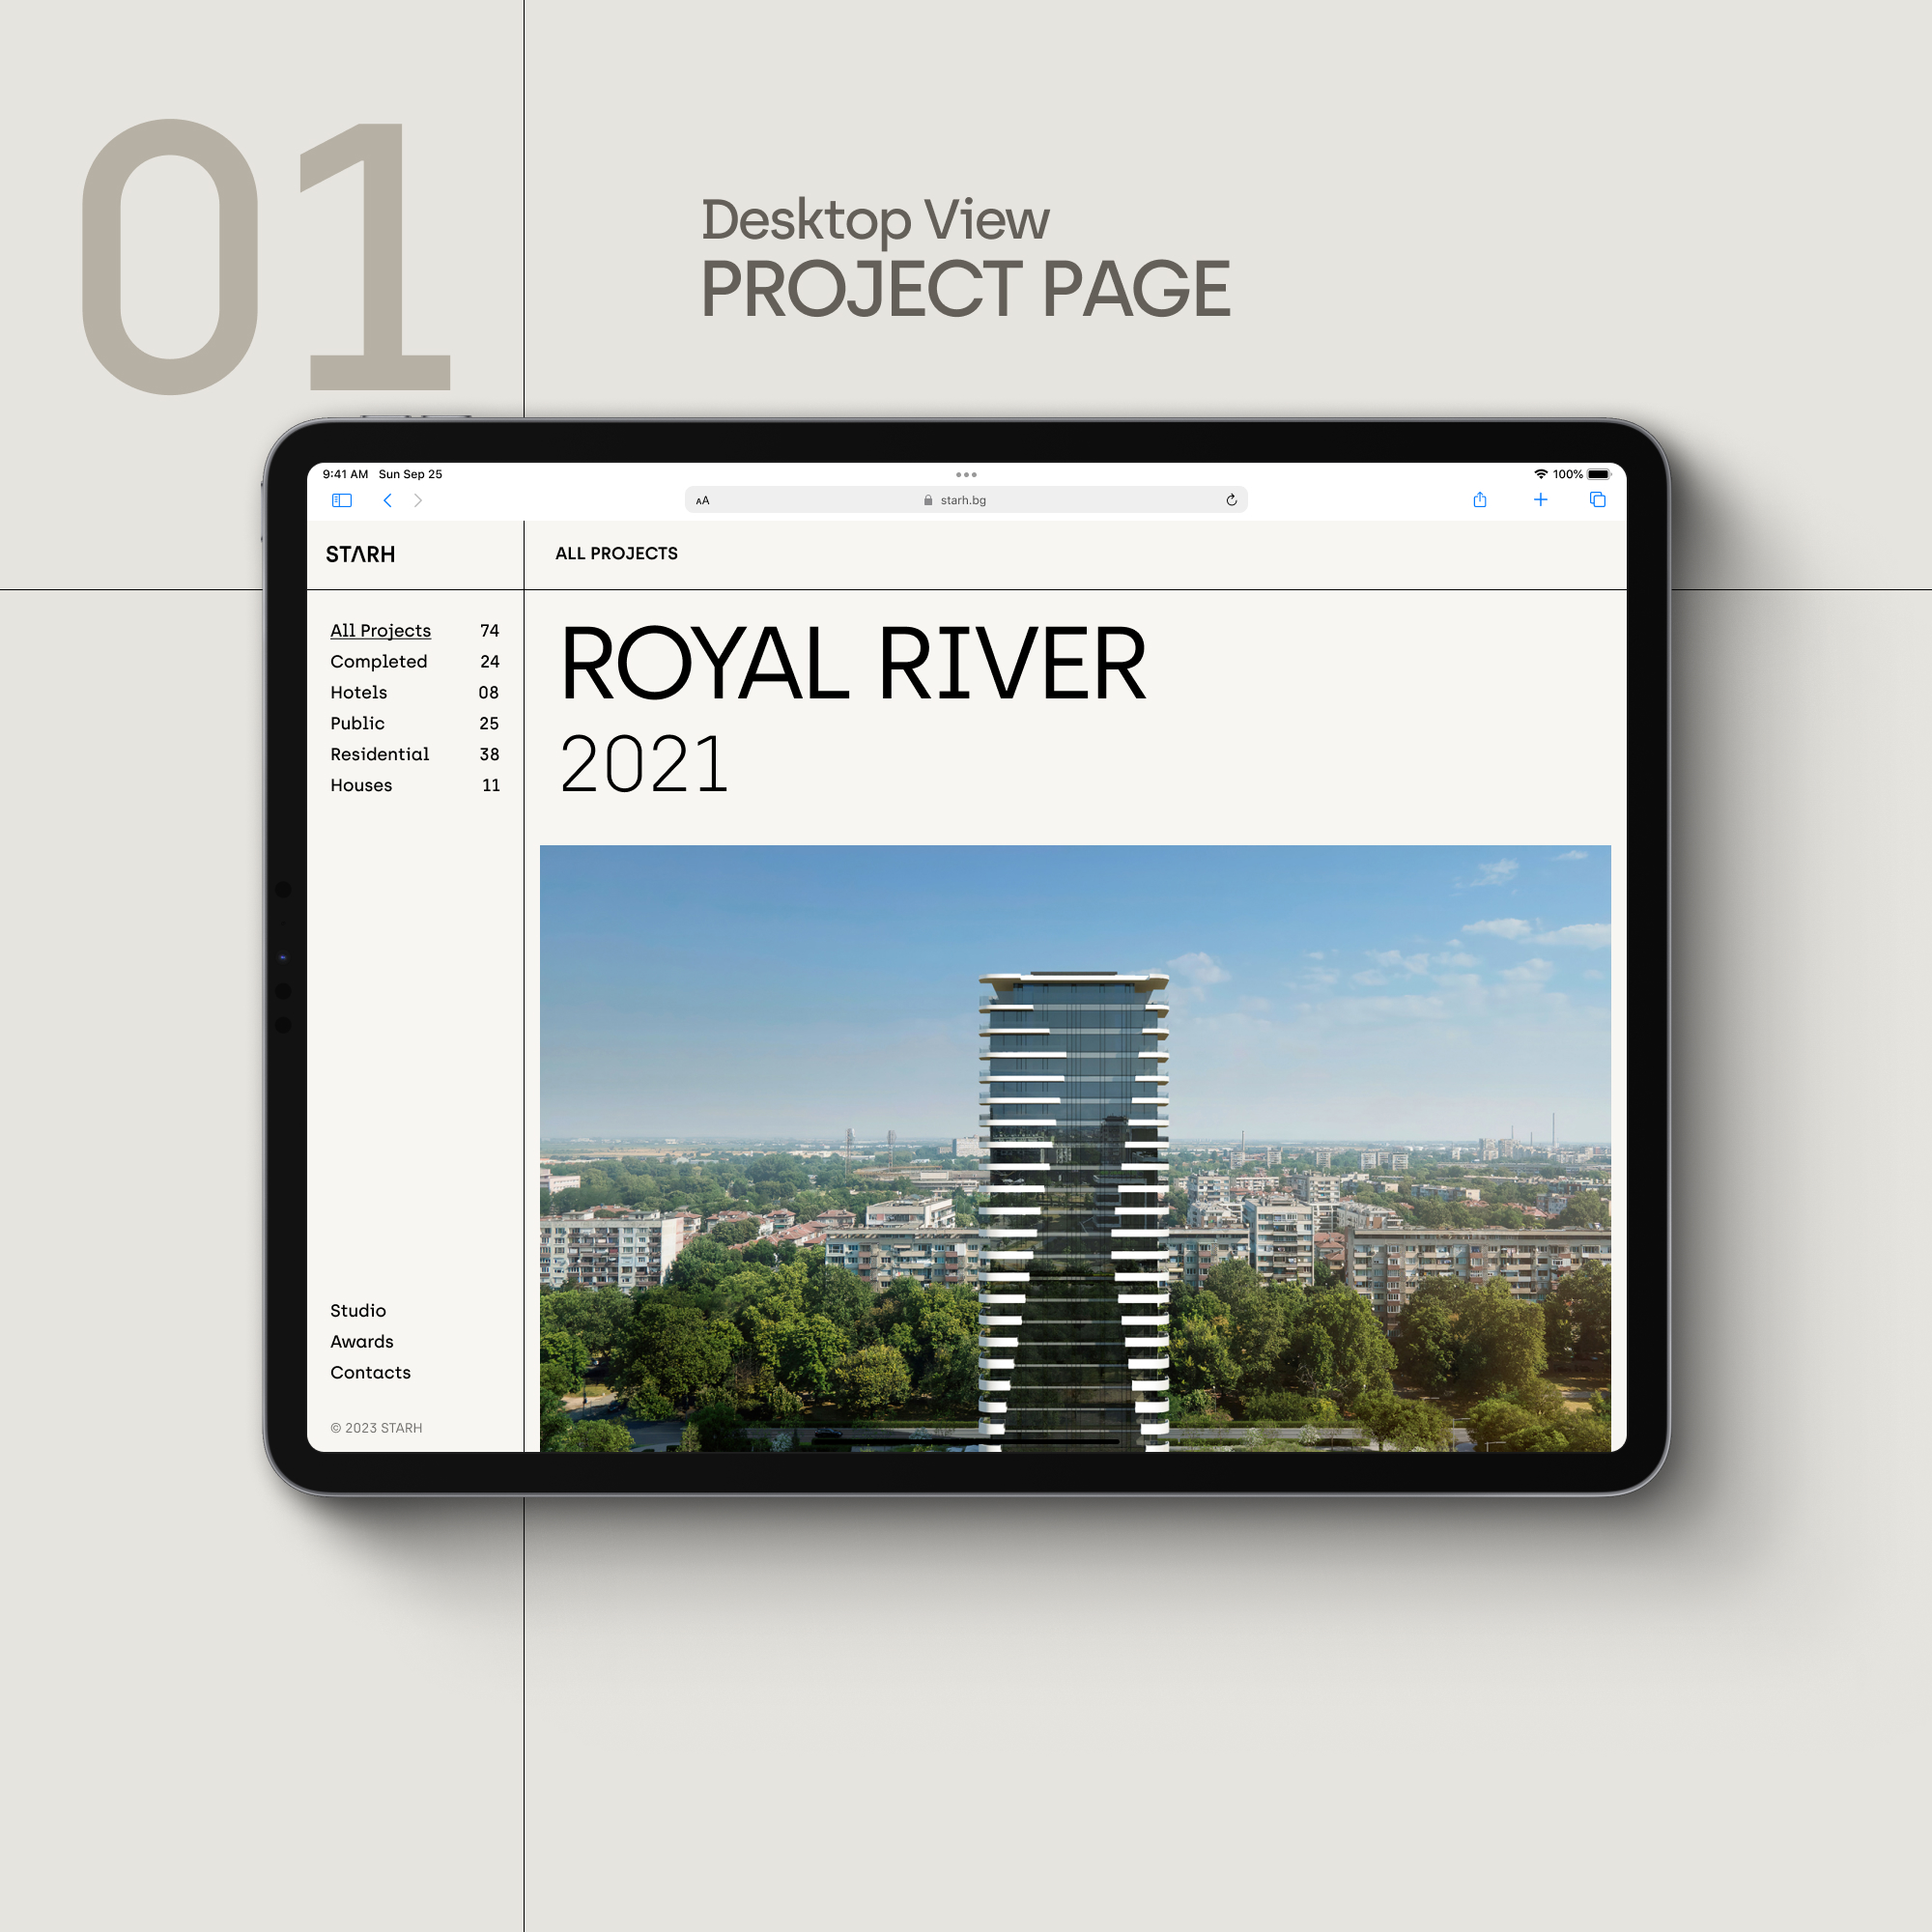 01
Desktop View
PROJECT PAGE
9:41 AM Sun Sep 25
100%
AA
starh.bg
STARH
ALL PROJECTS
All Projects 74
Completed 24
Hotels 08
Public 25
Residential 38
Houses 11
ROYAL RIVER
2021
Studio
Awards
Contacts
© 2023 STARH